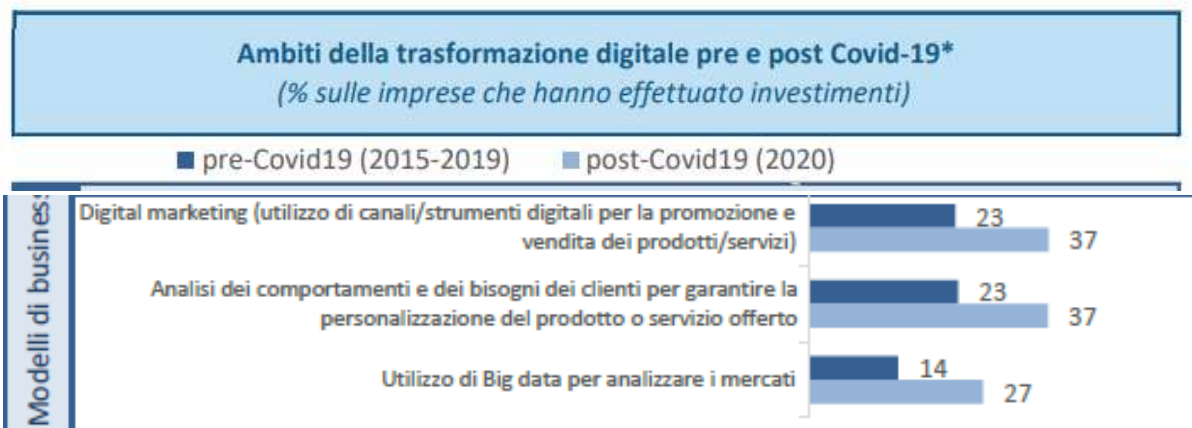 Ambiti della trasformazione digitale pre e post Covid-19*
(% sulle imprese che hanno effettuato investimenti)
pre-Covid19 (2015-2019) post-Covid19 (2020)
Modelli di business
Digital marketing (utilizzo di canali/strumenti digitali per la promozione e
vendita dei prodotti/servizi)
23
37
Analisi dei comportamenti e dei bisogni dei clienti per garantire la
personalizzazione del prodotto o servizio offerto
23
37
Utilizzo di Big data per analizzare i mercati
14
27